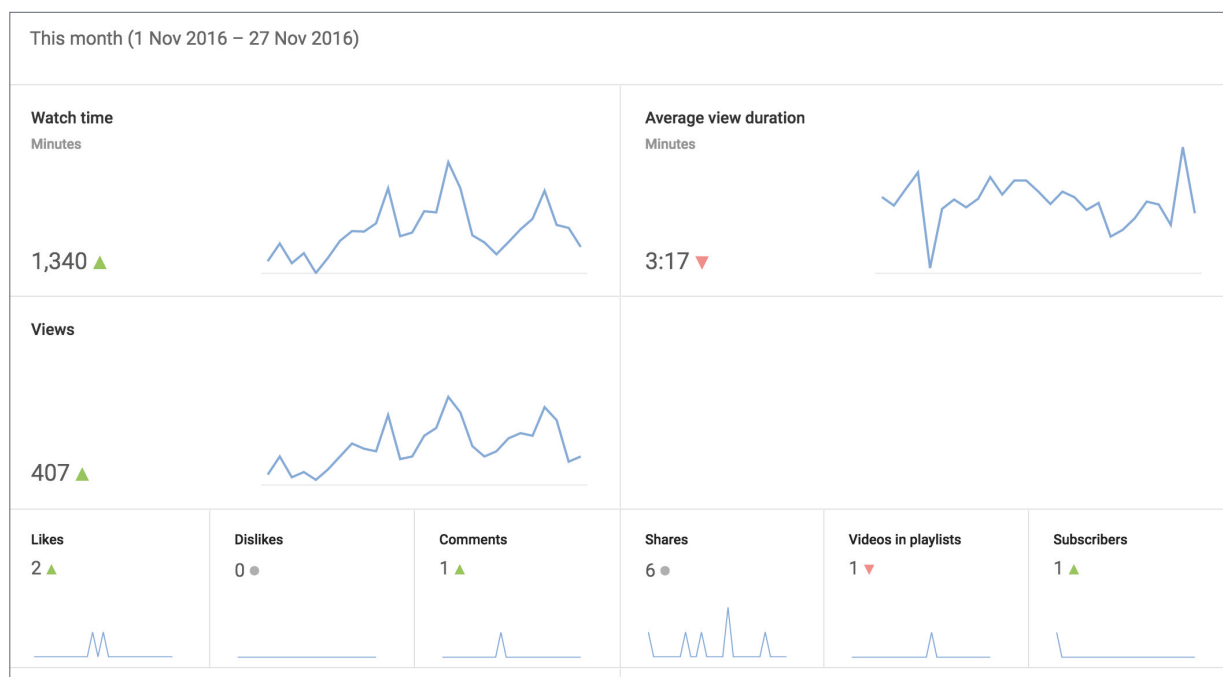 This month (1 Nov 2016 – 27 Nov 2016)
Watch time
Minutes
1,340
Average view duration
Minutes
3:17
Views
407
Likes
2
Dislikes
0
Comments
1
Shares
6
Videos in playlists
1
Subscribers
1